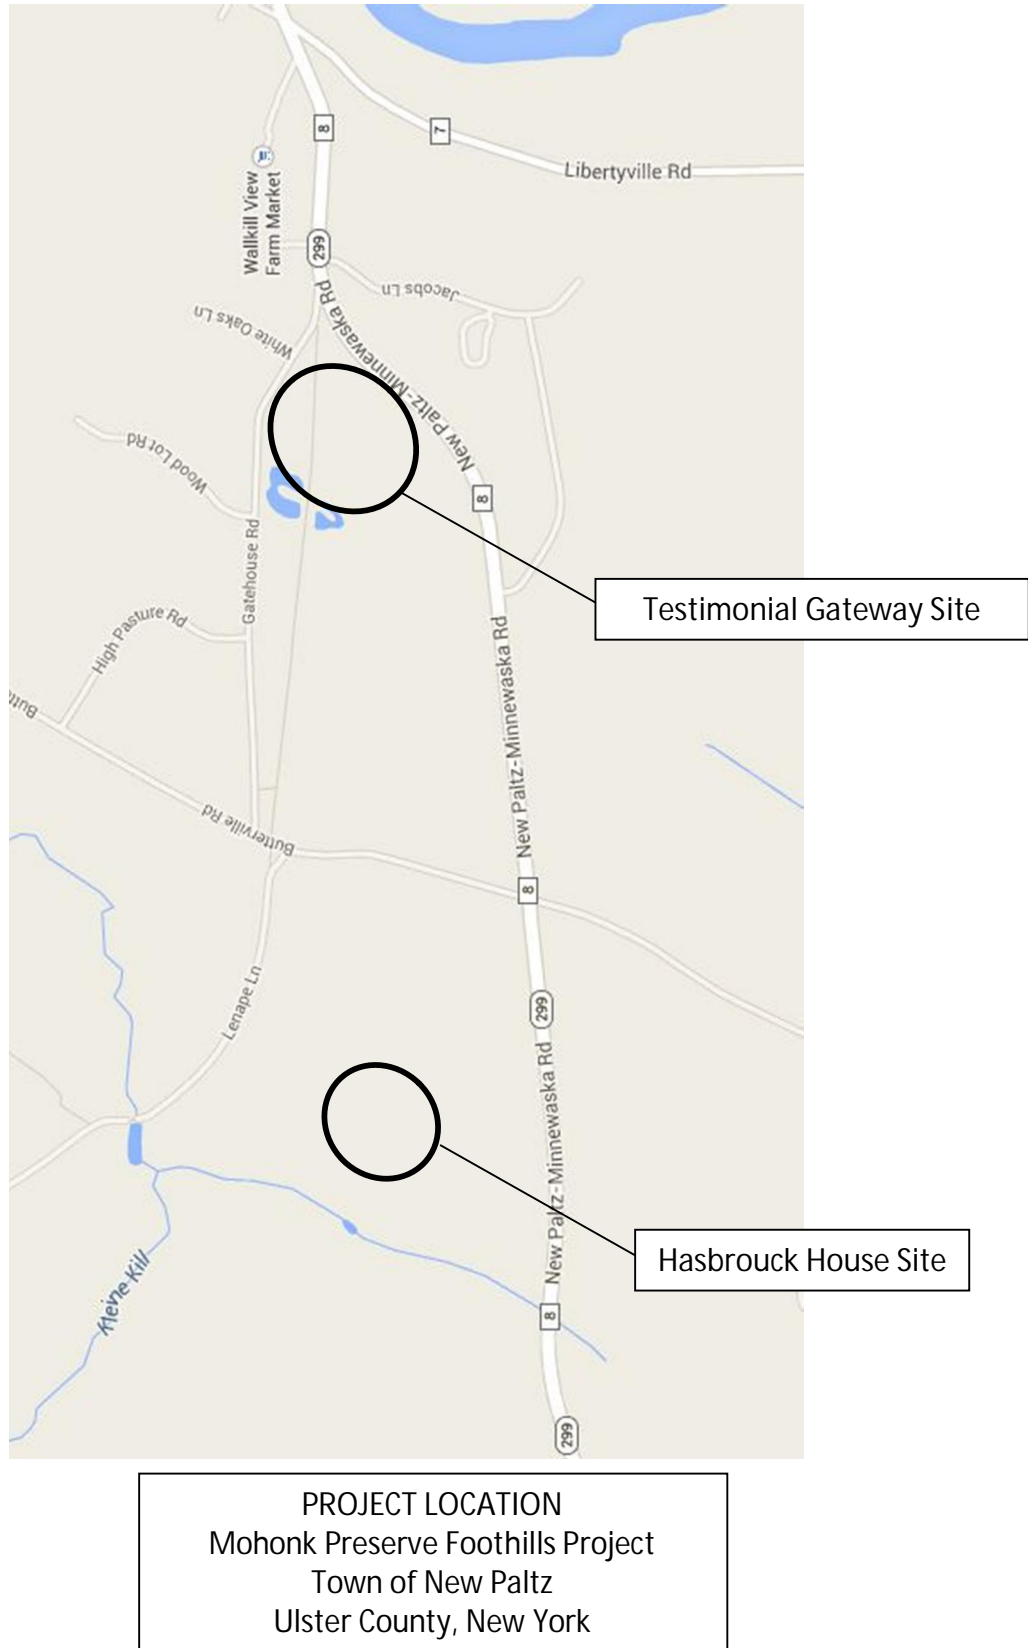 8
7
Libertyville Rd
Wallkill View
Farm Market
299
Jacobs Ln
White Oaks Ln
New Paltz-Minnewaska Rd
Wood Lot Rd
8
Gatehouse Rd
Testimonial Gateway Site
High Pasture Rd
New Paltz-Minnewaska Rd
Butterville Rd
8
Lenape Ln
299
New Paltz-Minnewaska Rd
Hasbrouck House Site
Kleine Kill
8
299
PROJECT LOCATION
Mohonk Preserve Foothills Project
Town of New Paltz
Ulster County, New York